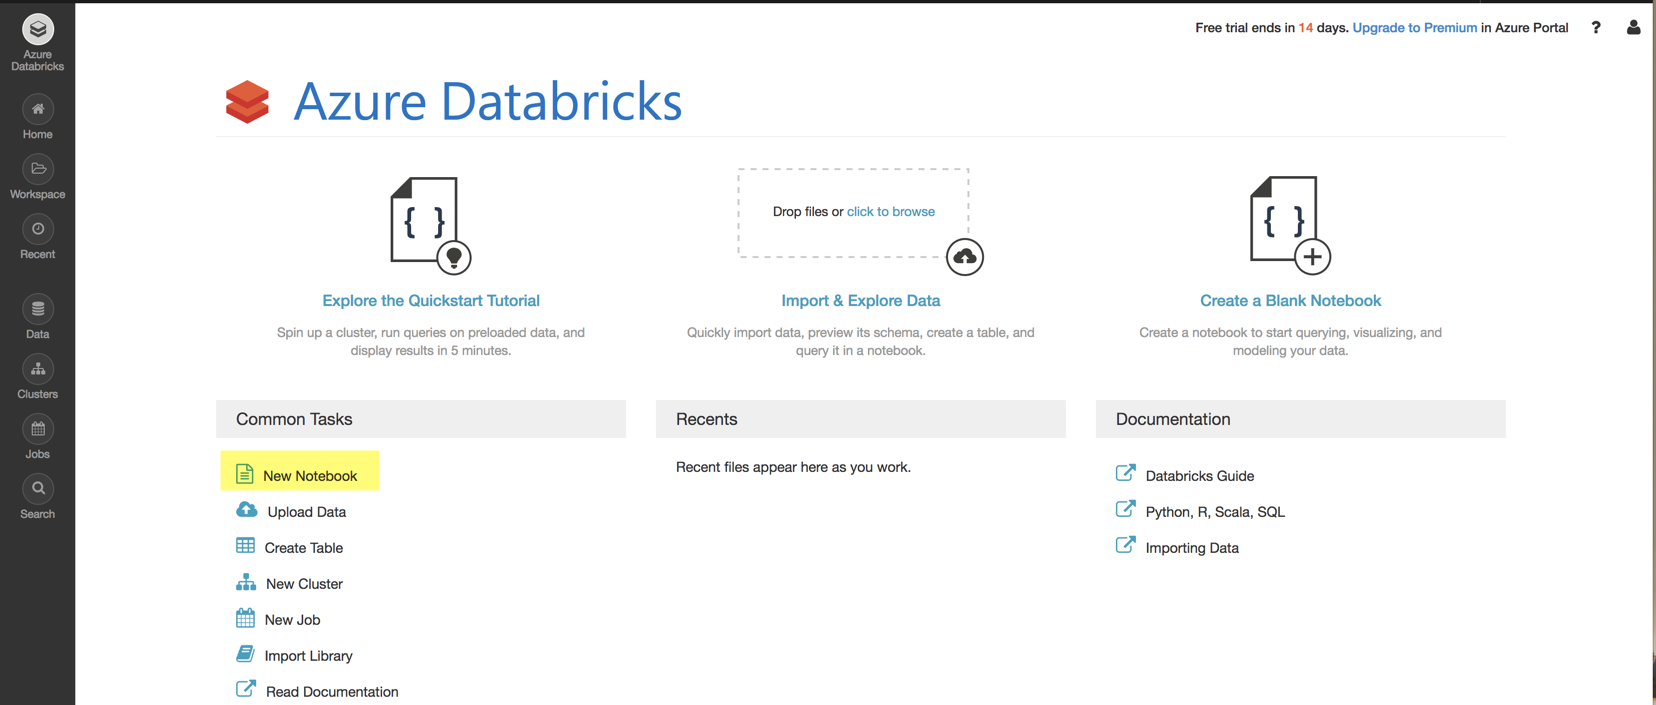 Azure
Databricks
Home
Workspace
Recent
Data
Clusters
Jobs
Search
Free trial ends in 14 days. Upgrade to Premium in Azure Portal ?
Azure Databricks
{ }
Explore the Quickstart Tutorial
Spin up a cluster, run queries on preloaded data, and
display results in 5 minutes.
Drop files or click to browse
Import & Explore Data
Quickly import data, preview its schema, create a table, and
query it in a notebook.
{ }
Create a Blank Notebook
Create a notebook to start querying, visualizing, and
modeling your data.
Common Tasks
New Notebook
Upload Data
Create Table
New Cluster
New Job
Import Library
Read Documentation
Recents
Recent files appear here as you work.
Documentation
Databricks Guide
Python, R, Scala, SQL
Importing Data